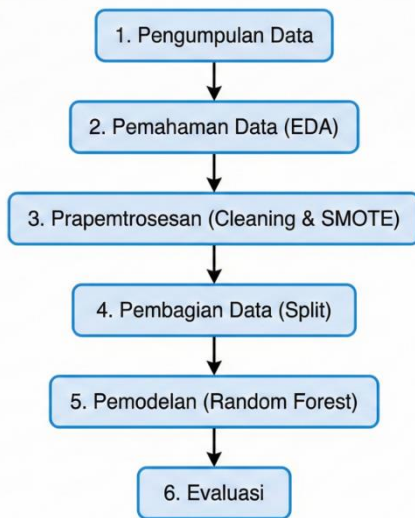 1. Pengumpulan Data
2. Pemahaman Data (EDA)
3. Prapemtrosesan (Cleaning & SMOTE)
4. Pembagian Data (Split)
5. Pemodelan (Random Forest)
6. Evaluasi